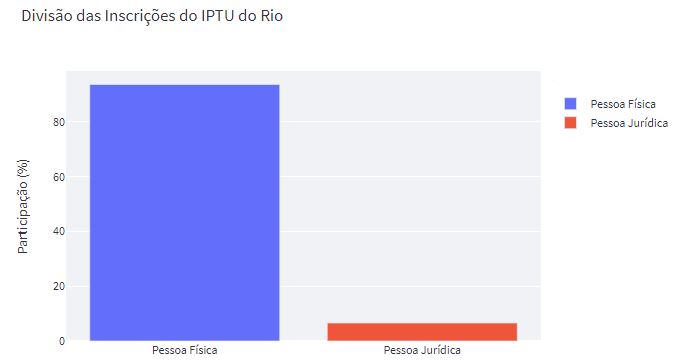 Divisão das Inscrições do IPTU do Rio
Participação (%)
80
60
40
20
0
Pessoa Física
Pessoa Jurídica
Pessoa Física
Pessoa Jurídica